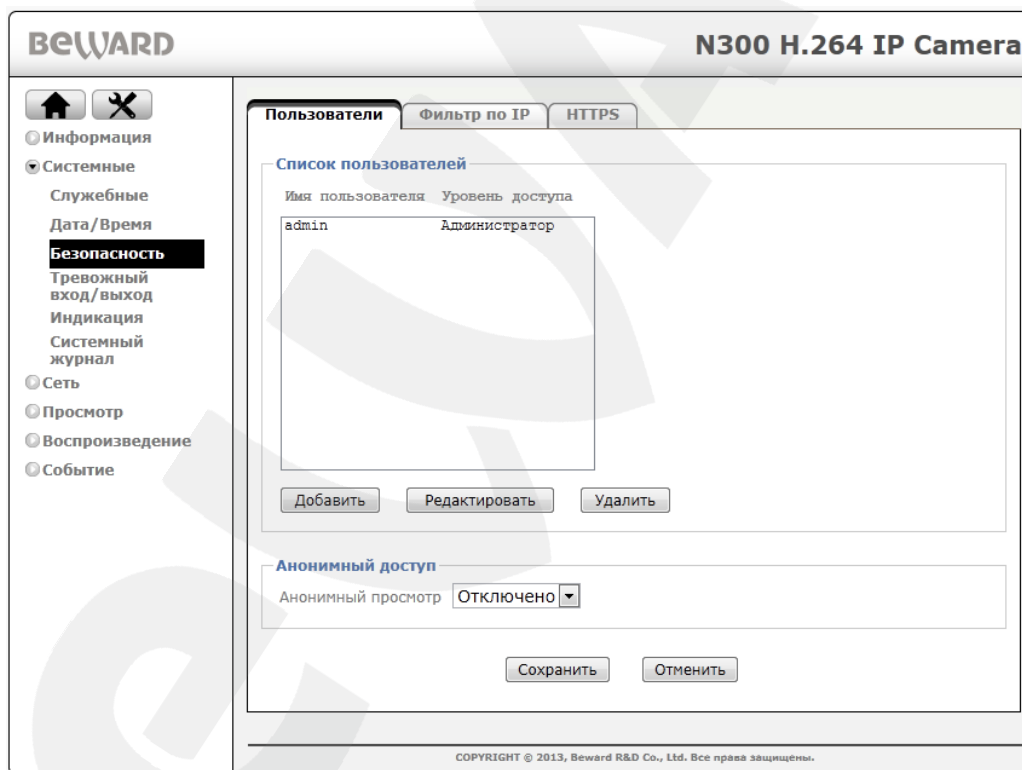 BEWARD
N300 H.264 IP Camera
Информация
Системные
Служебные
Дата/Время
Безопасность
Тревожный
вход/выход
Индикация
Системный
журнал
Сеть
Просмотр
Воспроизведение
Событие
Пользователи Фильтр по IP HTTPS
Список пользователей
Имя пользователя Уровень доступа
admin Администратор
Добавить Редактировать Удалить
Анонимный доступ
Анонимный просмотр Отключено
Сохранить Отменить
COPYRIGHT © 2013, Beward R&D Co., Ltd. Все права защищены.